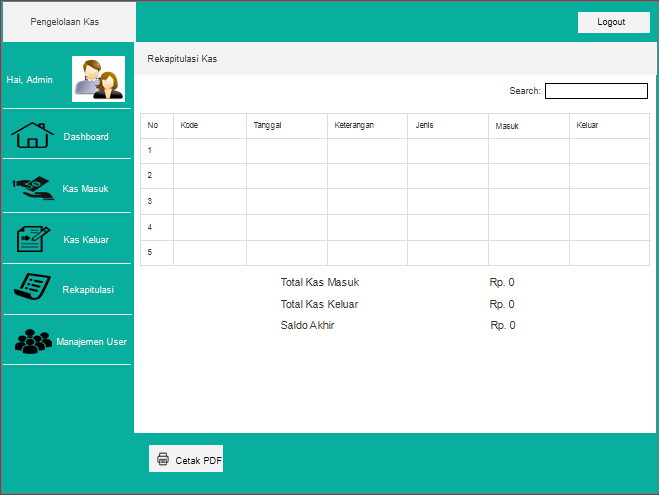 Pengelolaan Kas
Logout
Hai, Admin
Rekapitulasi Kas
Search:
No Kode Tanggal Keterangan Jenis Masuk Keluar
1
2
3
4
5
Dashboard
Kas Masuk
Kas Keluar
Rekapitulasi
Manajemen User
Total Kas Masuk Rp. 0
Total Kas Keluar Rp. 0
Saldo Akhir Rp. 0
Cetak PDF